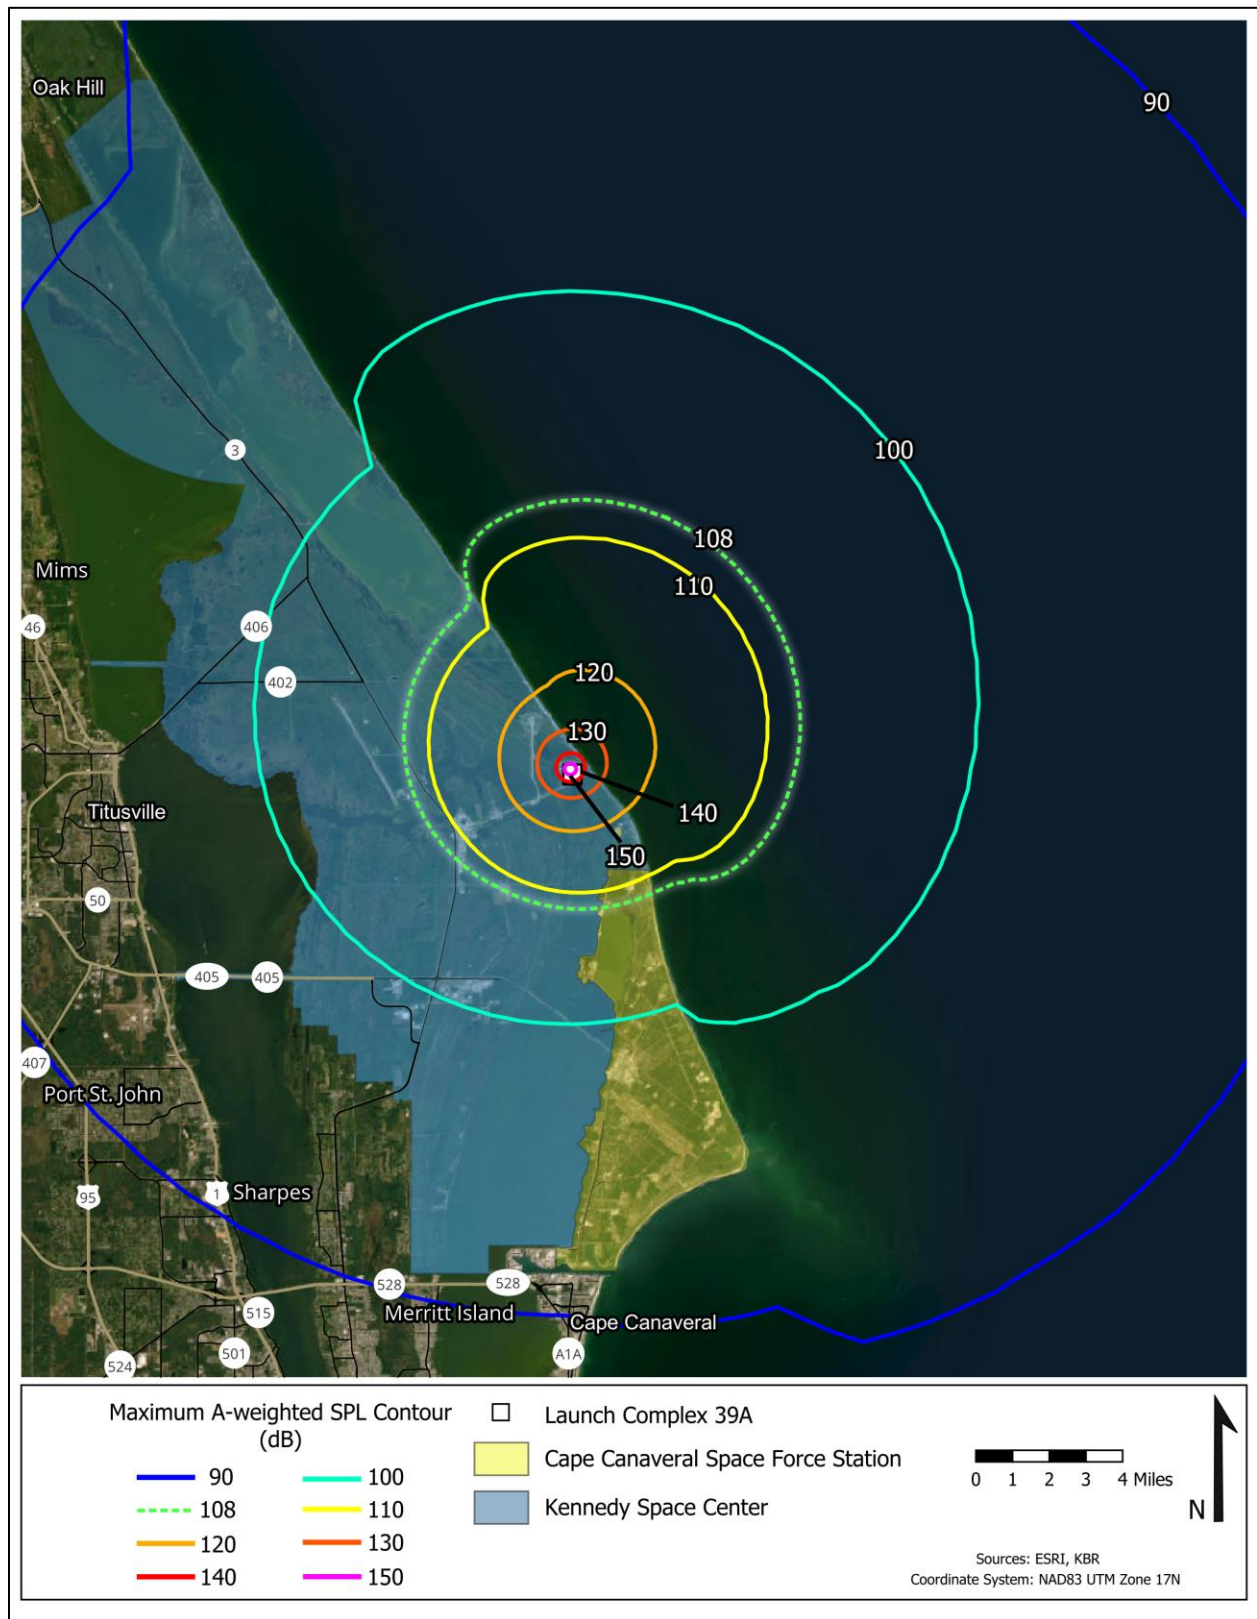 Oak Hill
90
3
100
108
Mims
110
46
406
120
402
130
Titusville
140
150
50
405
405
407
Port St. John
95
1
Sharpes
528
528
515
Merritt Island
Cape Canaveral
501
A1A
524
Maximum A-weighted SPL Contour
(dB)
90
100
108
110
120
130
140
150
Launch Complex 39A
Cape Canaveral Space Force Station
Kennedy Space Center
0 1 2 3 4 Miles
N
Sources: ESRI, KBR
Coordinate System: NAD83 UTM Zone 17N